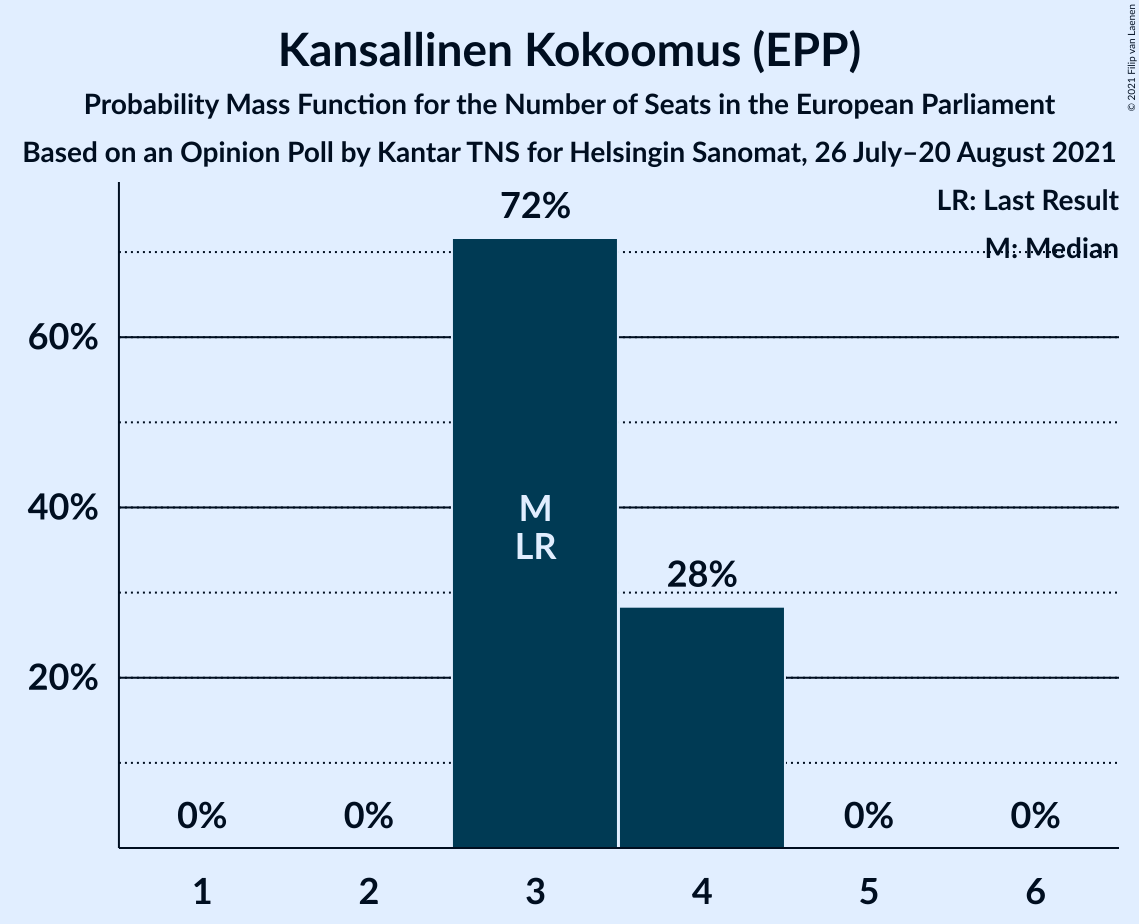 Kansallinen Kokoomus (EPP)
Probability Mass Function for the Number of Seats in the European Parliament
Based on an Opinion Poll by Kantar TNS for Helsingin Sanomat, 26 July–20 August 2021
© 2021 Filip van Laenen
LR: Last Result
M: Median
72%
60%
40%
20%
M
LR
28%
0%
0%
0%
0%
1
2
3
4
5
6